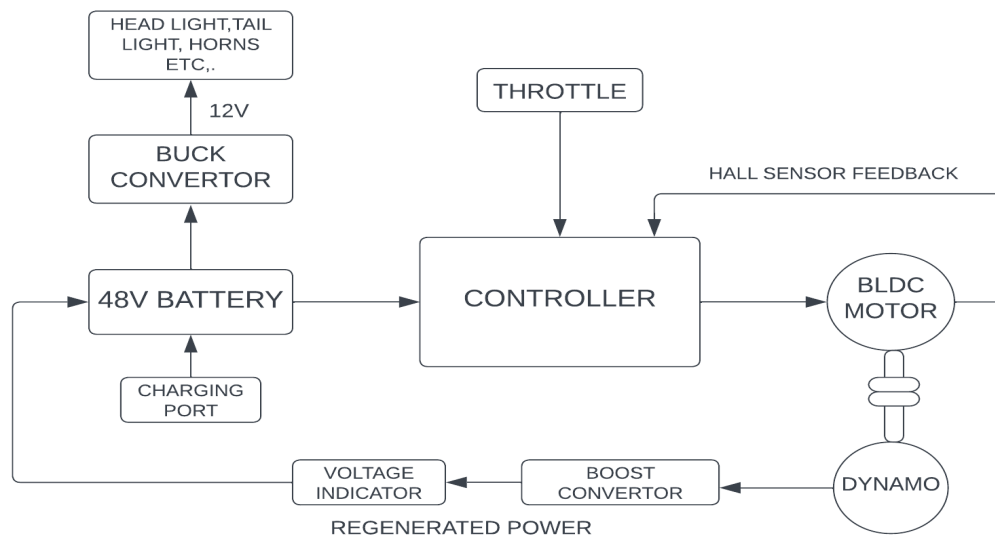 HEAD LIGHT,TAIL
LIGHT, HORNS
ETC,.
12V
THROTTLE
BUCK
CONVERTOR
HALL SENSOR FEEDBACK
48V BATTERY
CONTROLLER
BLDC
MOTOR
CHARGING
PORT
VOLTAGE
INDICATOR
BOOST
CONVERTOR
DYNAMO
REGENERATED POWER